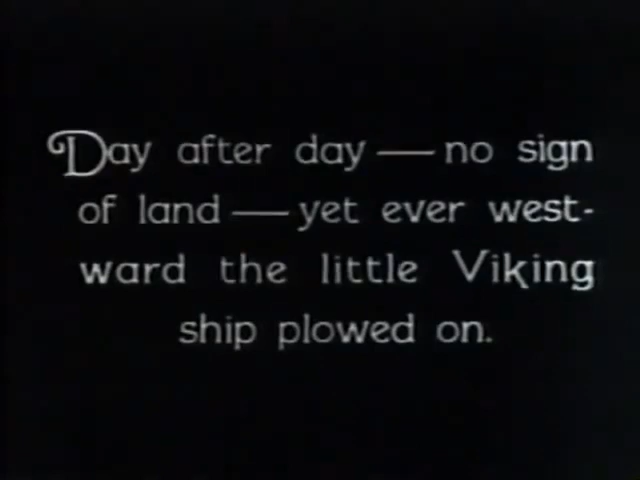 Day after day — no sign
of land — yet ever west-
ward the little Viking
ship plowed on.